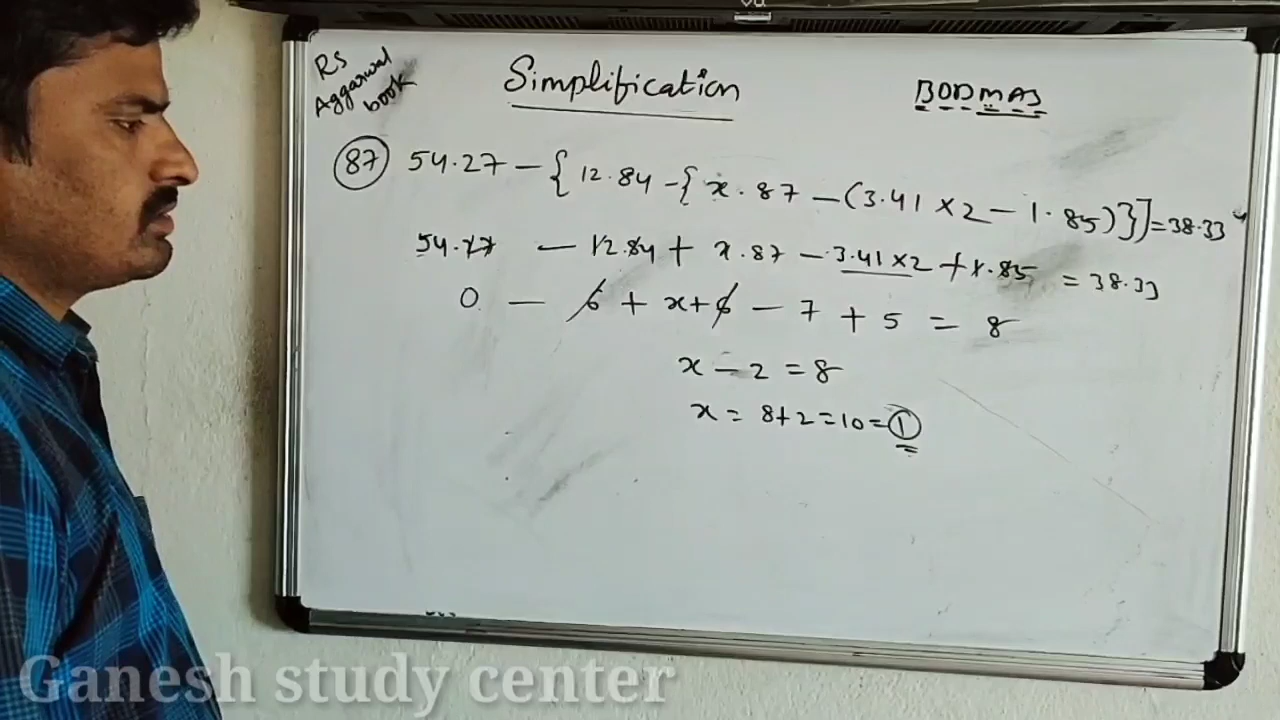 RS
Aggarwal
book
Simplification
BODMAS
87 54.27 - { 12.84 - { x.87 - (3.41 × 2 - 1.85)}] = 38.33
54.27 - 12.84 + x.87 - 3.41 × 2 + 1.85 = 38.33
0 - 6 + x + 6 - 7 + 5 = 8
x - 2 = 8
x = 8+2 = 10 = 1
Ganesh study center